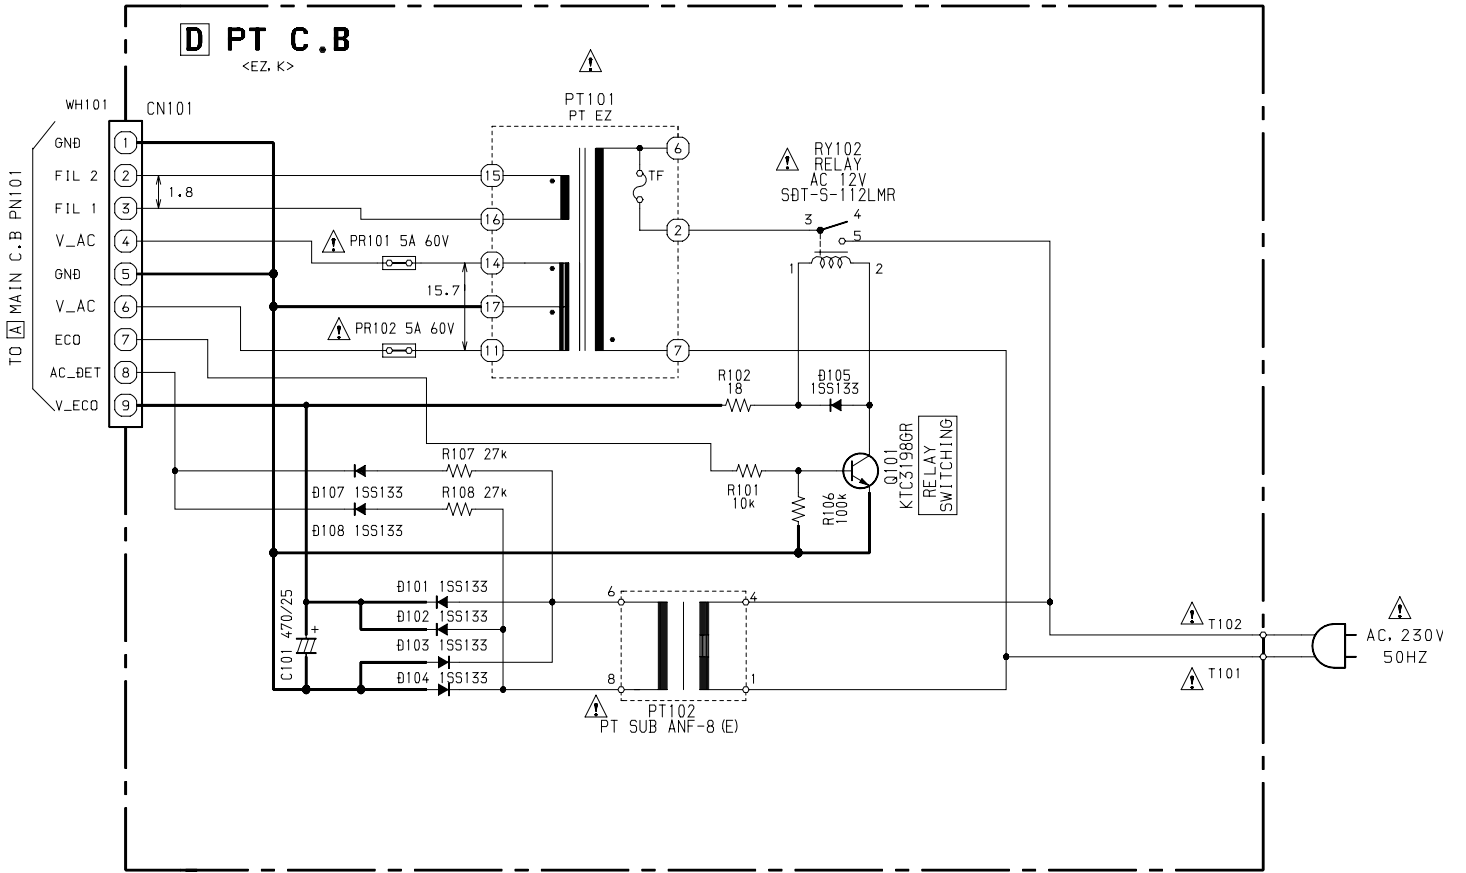 D PT C.B
<EZ, K>
WH101
CN101
TO A MAIN C.B PN101
GND 1
FIL 2 2
FIL 1 3
V_AC 4
GND 5
V_AC 6
ECO 7
AC_DET 8
V_ECO 9
1.8
PT101
PT EZ
15
16
14
17
11
6
TF
2
7
PR101 5A 60V
15.7
PR102 5A 60V
RY102
RELAY
AC 12V
SDT-S-112LMR
3
4
5
1
2
R102
18
D105
1SS133
Q101
KTC3198GR
RELAY
SWITCHING
R101
10k
R106
100k
R107 27k
D107 1SS133
R108 27k
D108 1SS133
D101 1SS133
D102 1SS133
D103 1SS133
D104 1SS133
C101 470/25
+
6
8
4
1
PT102
PT SUB ANF-8(E)
T102
T101
AC, 230V
50HZ